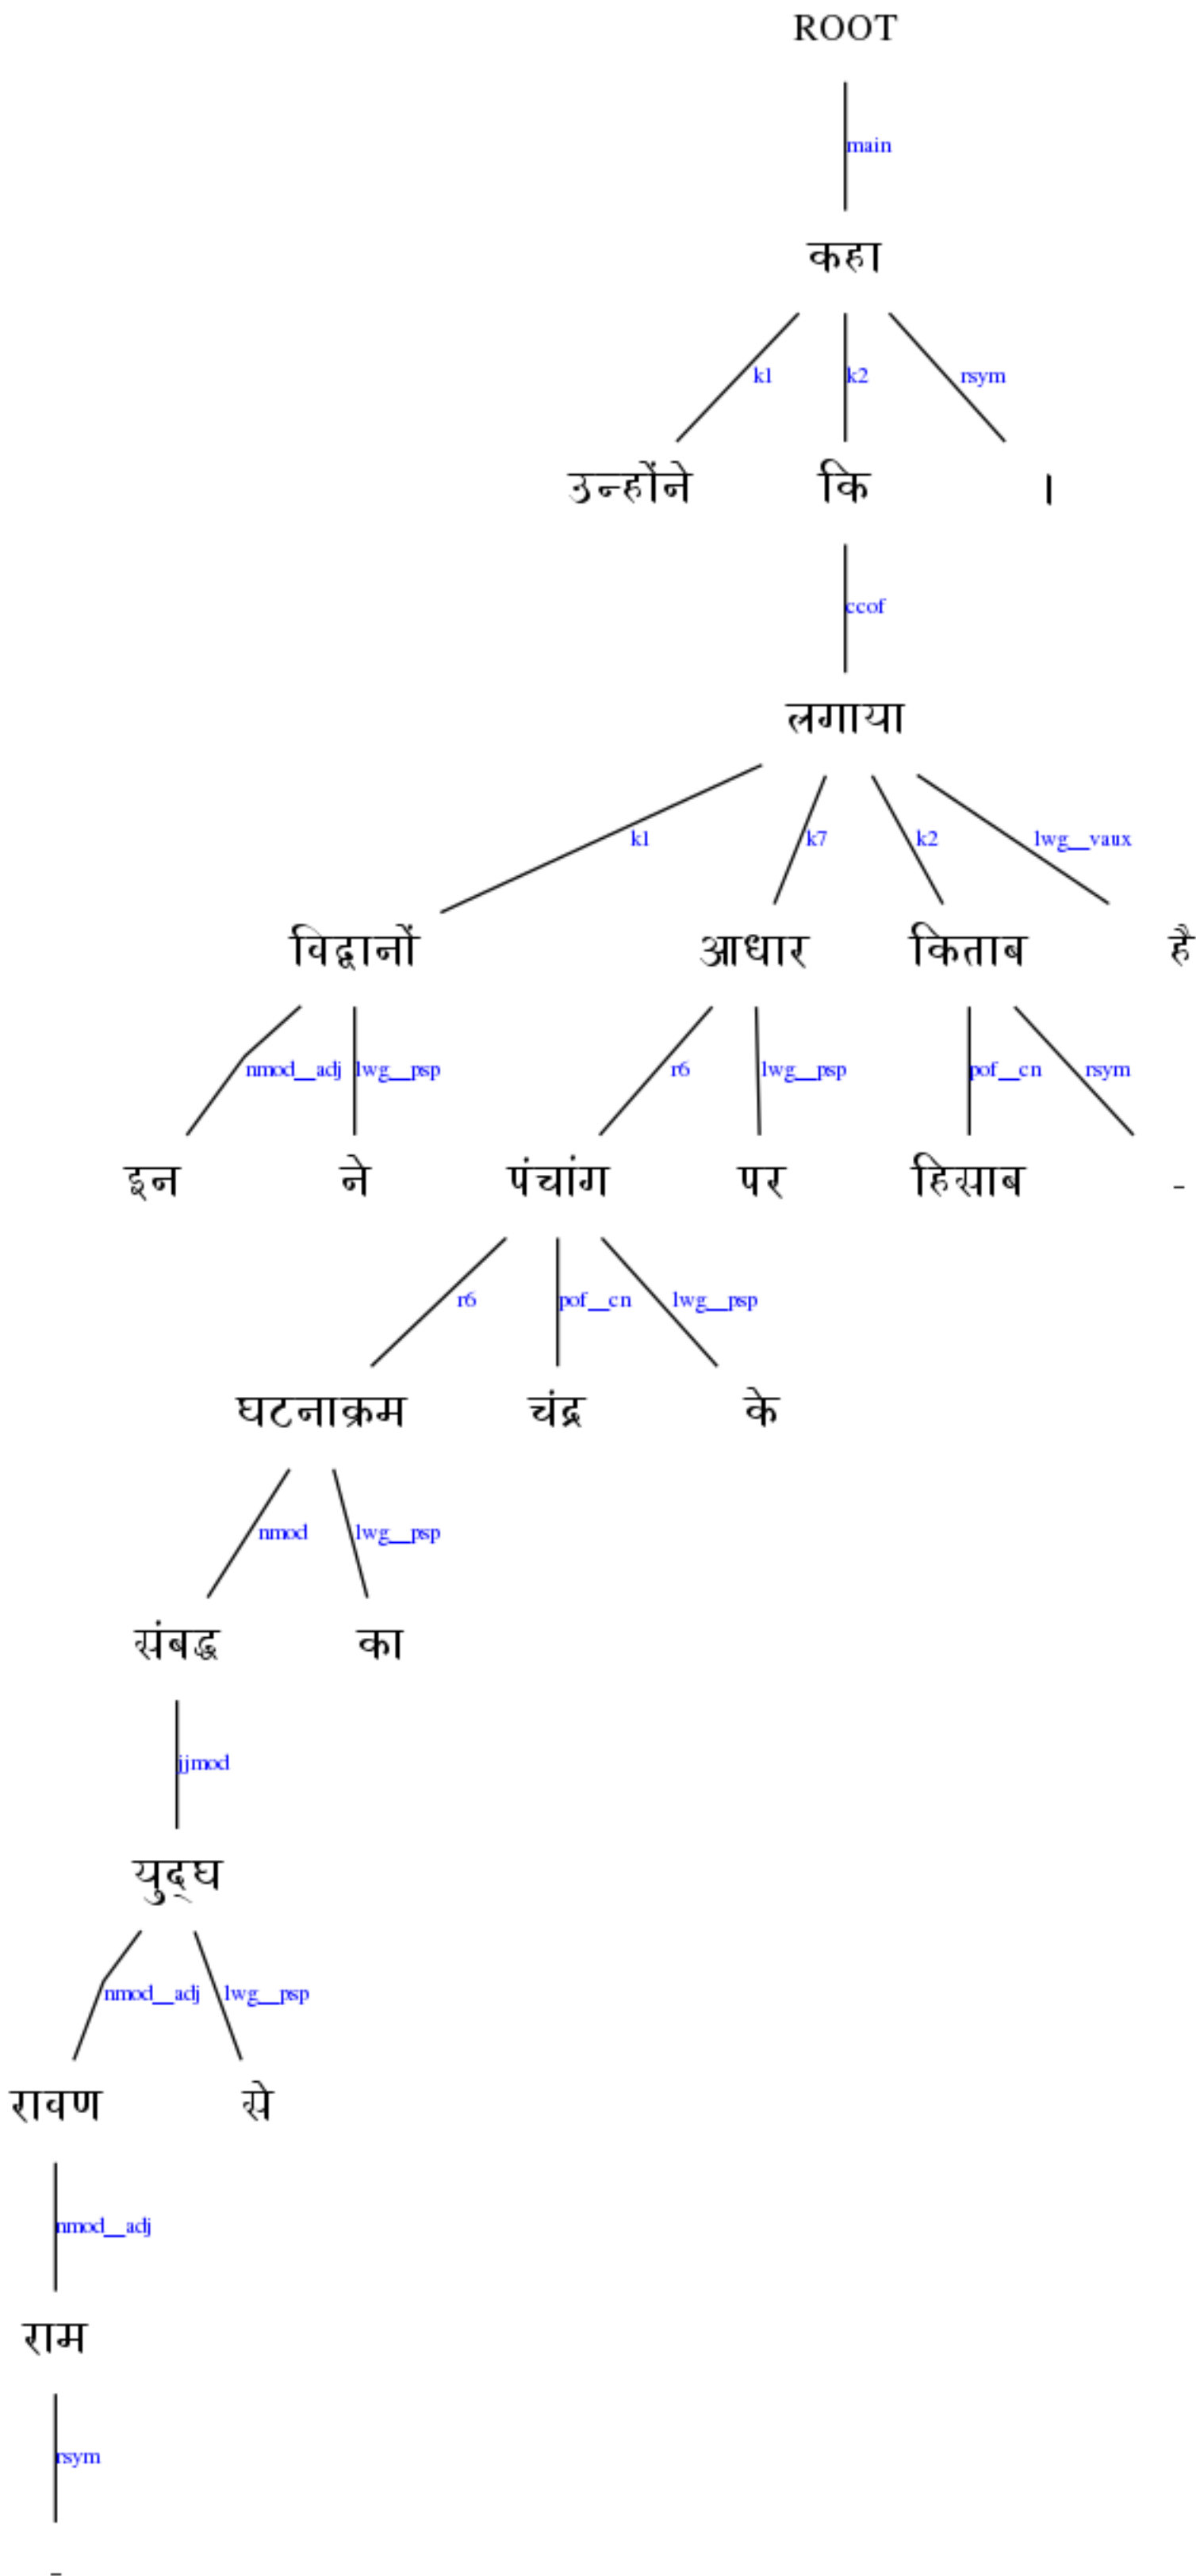 ROOT
main
कहा
k1 k2 rsym
उन्होंने कि ।
ccof
लगाया
k1 k7 k2 lwg__vaux
विद्वानों आधार किताब है
nmod__adj lwg__psp r6 lwg__psp pof__cn rsym
इन ने पंचांग पर हिसाब -
r6 pof__cn lwg__psp
घटनाक्रम चंद्र के
nmod lwg__psp
संबद्ध का
jjmod
युद्घ
nmod__adj lwg__psp
रावण से
nmod__adj
राम
rsym
-